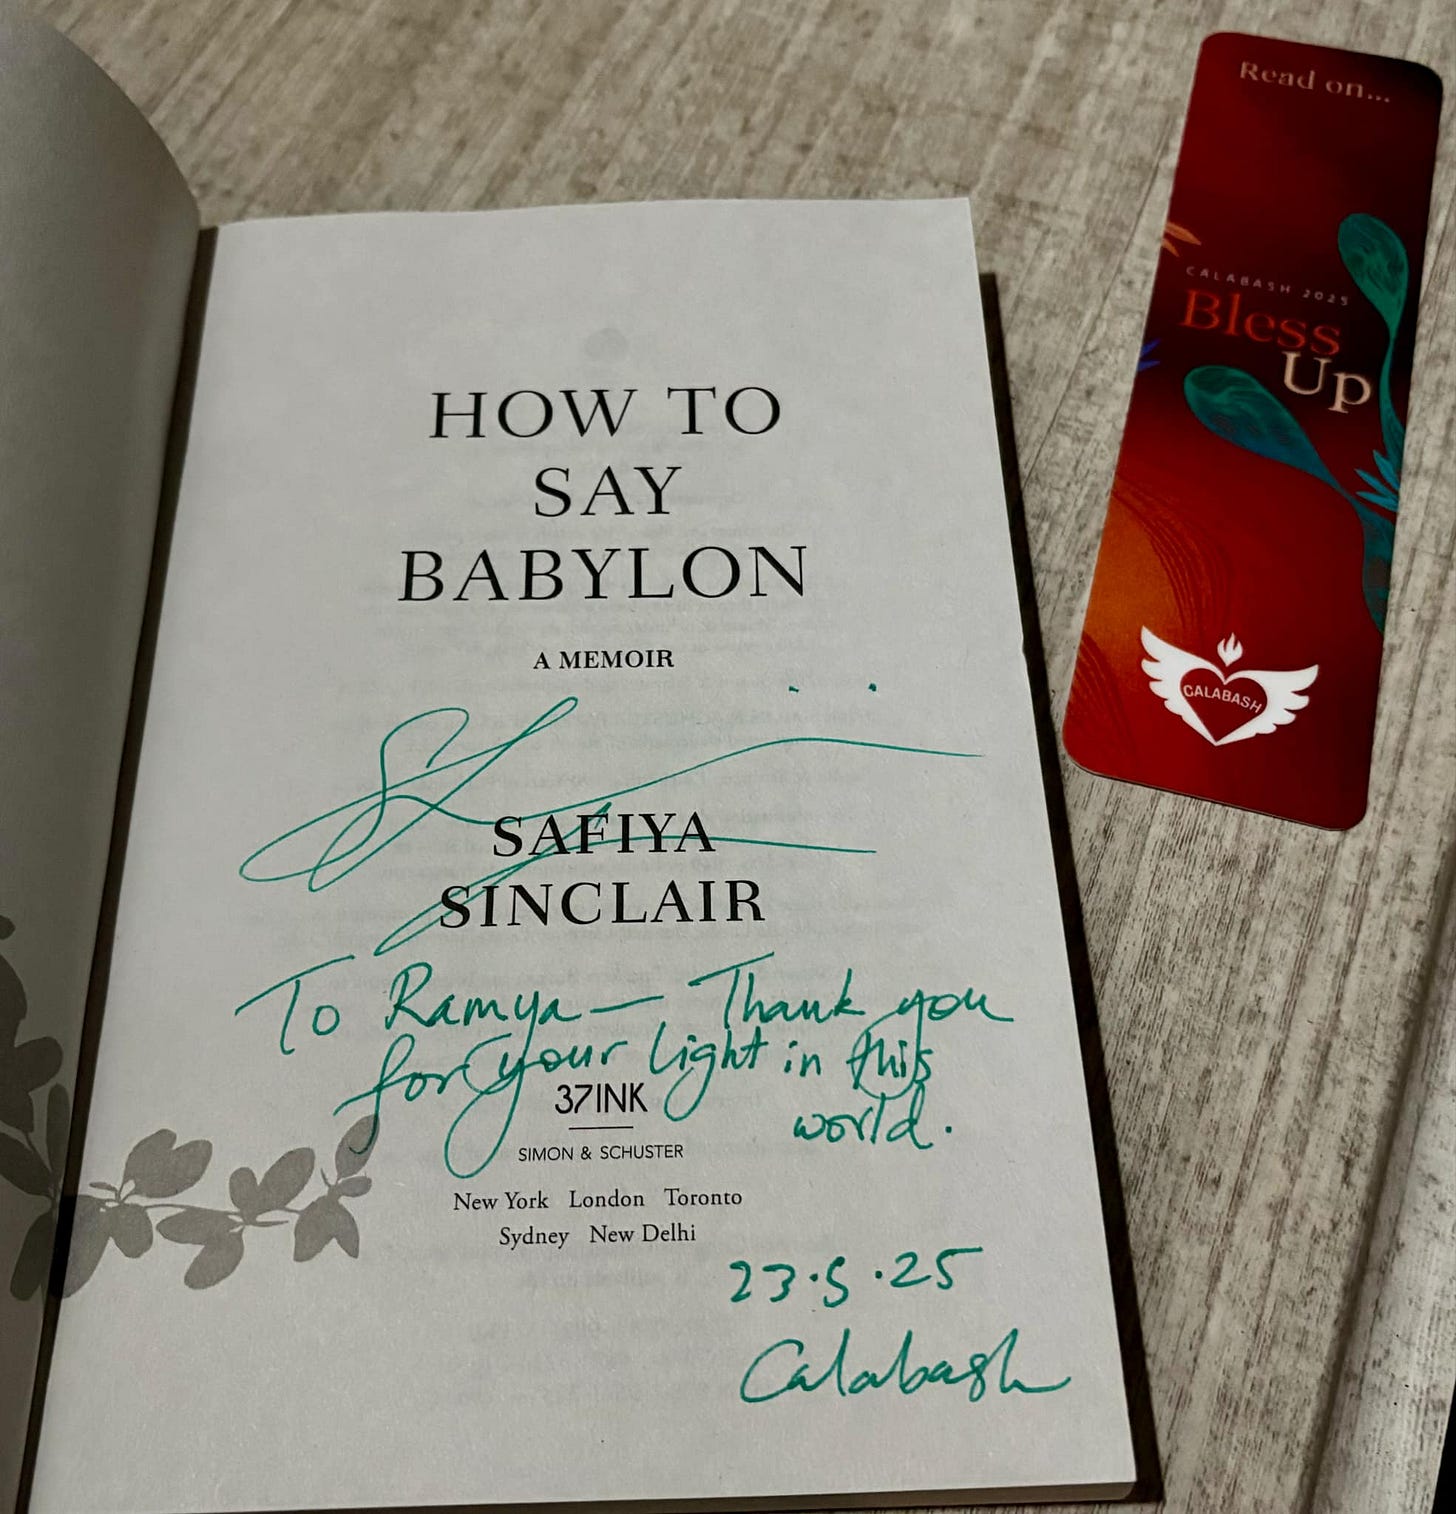 HOW TO
SAY
BABYLON
A MEMOIR
SAFIYA
SINCLAIR
To Ramya — Thank you
for your light in this
world.
37INK
SIMON & SCHUSTER
New York London Toronto
Sydney New Delhi
23.5.25
Calabash
Read on...
CALABASH 2025
Bless
Up
CALABASH